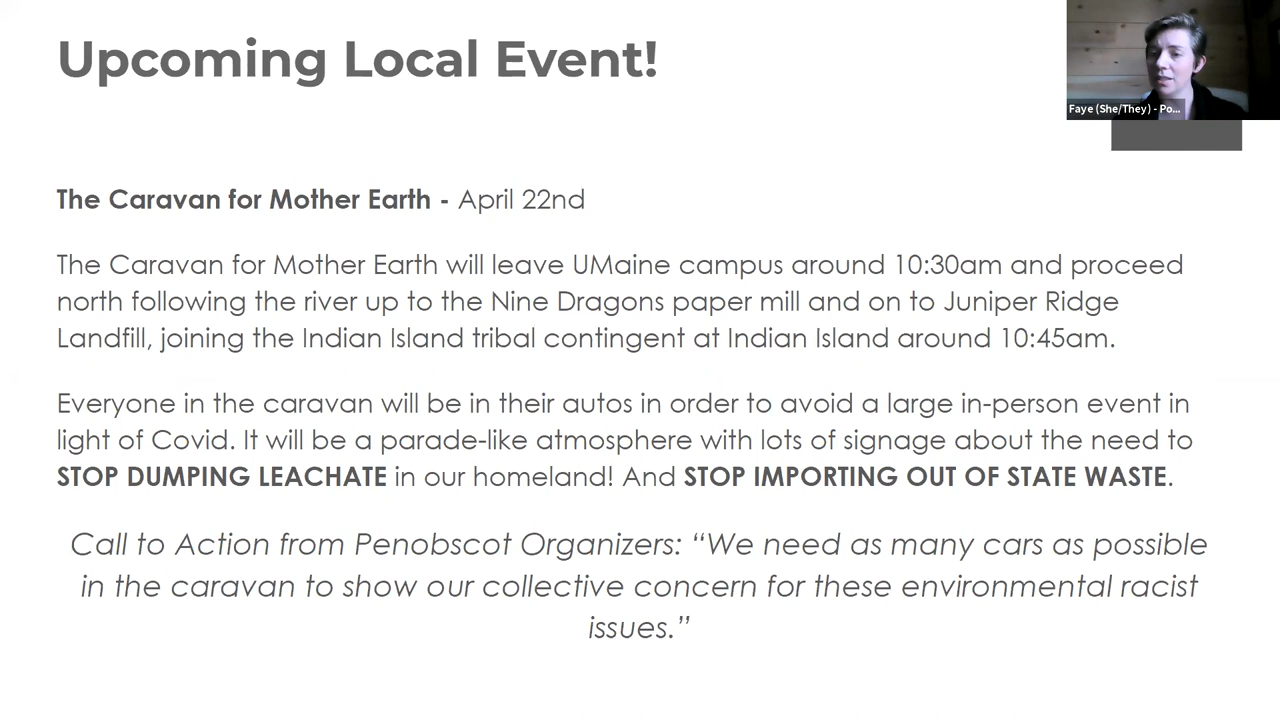 Upcoming Local Event!
Faye (She/They) - Po...
The Caravan for Mother Earth - April 22nd
The Caravan for Mother Earth will leave UMaine campus around 10:30am and proceed
north following the river up to the Nine Dragons paper mill and on to Juniper Ridge
Landfill, joining the Indian Island tribal contingent at Indian Island around 10:45am.
Everyone in the caravan will be in their autos in order to avoid a large in-person event in
light of Covid. It will be a parade-like atmosphere with lots of signage about the need to
STOP DUMPING LEACHATE in our homeland! And STOP IMPORTING OUT OF STATE WASTE.
Call to Action from Penobscot Organizers: “We need as many cars as possible
in the caravan to show our collective concern for these environmental racist
issues.”